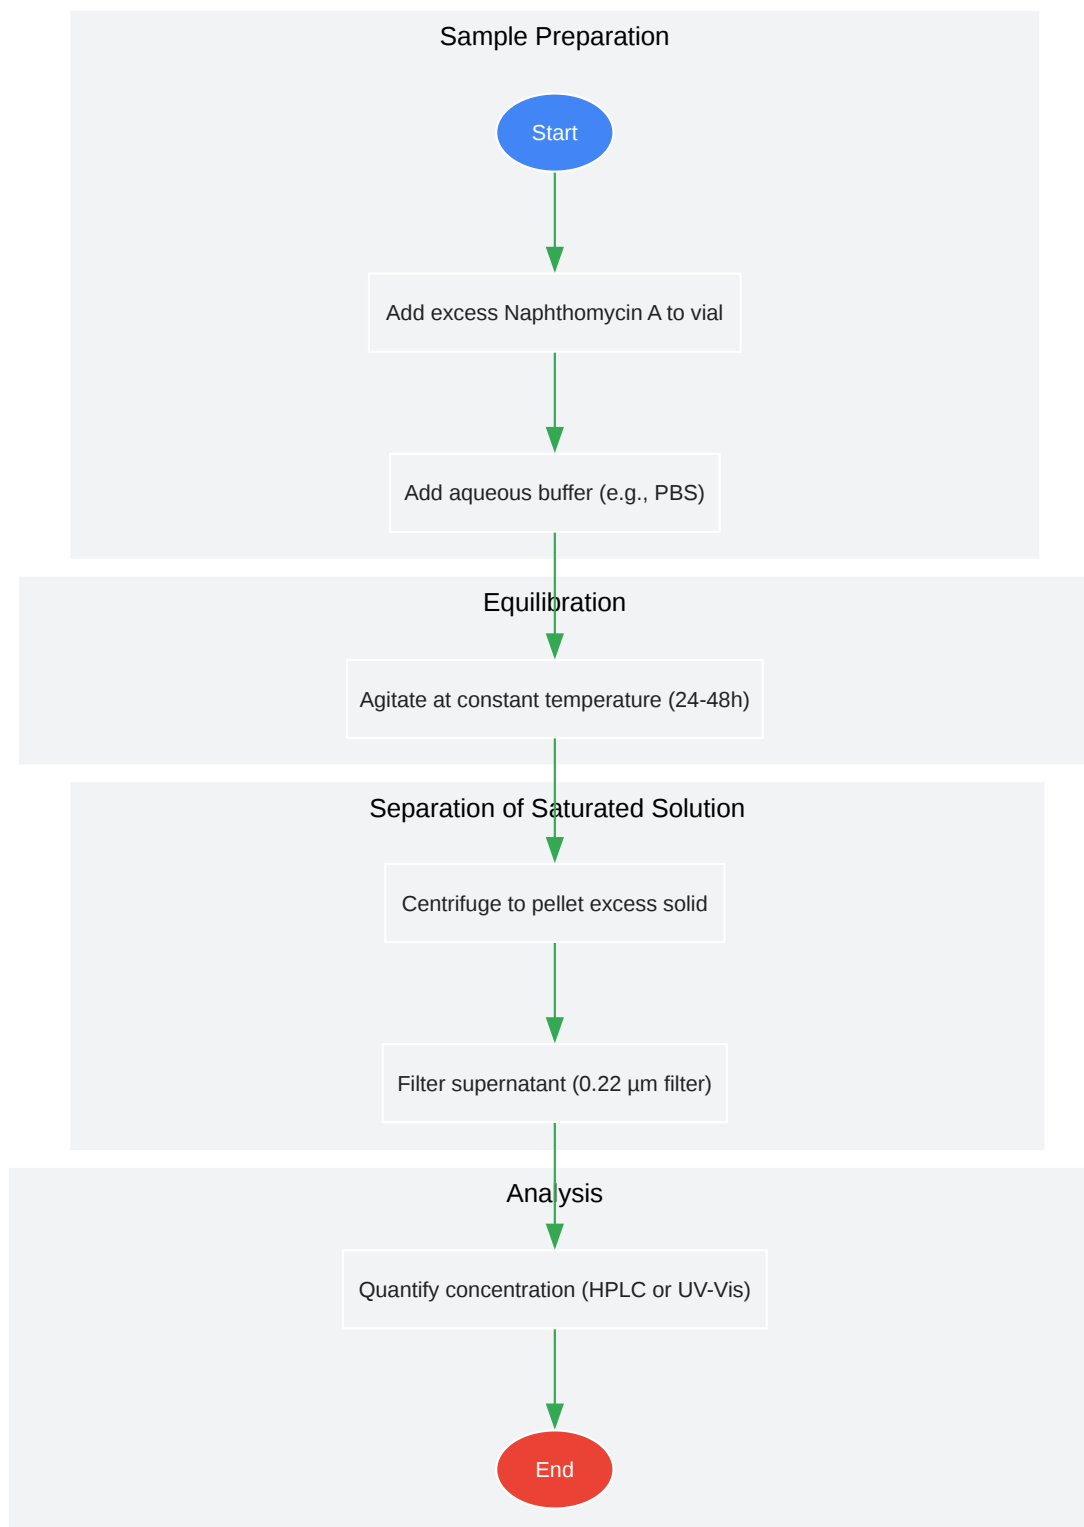 Sample Preparation
Start
Add excess Naphthomycin A to vial
Add aqueous buffer (e.g., PBS)
Equilibration
Agitate at constant temperature (24-48h)
Separation of Saturated Solution
Centrifuge to pellet excess solid
Filter supernatant (0.22 µm filter)
Analysis
Quantify concentration (HPLC or UV-Vis)
End